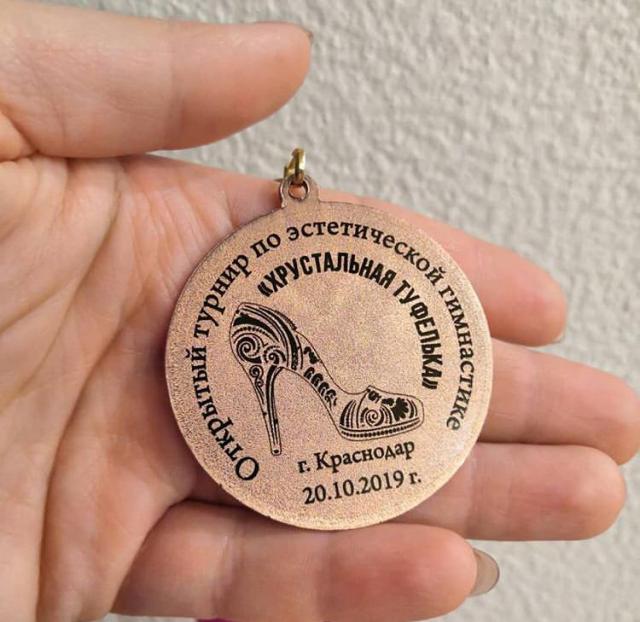 Открытый турнир по эстетической гимнастике
«ХРУСТАЛЬНАЯ ТУФЕЛЬКА»
г. Краснодар
20.10.2019 г.